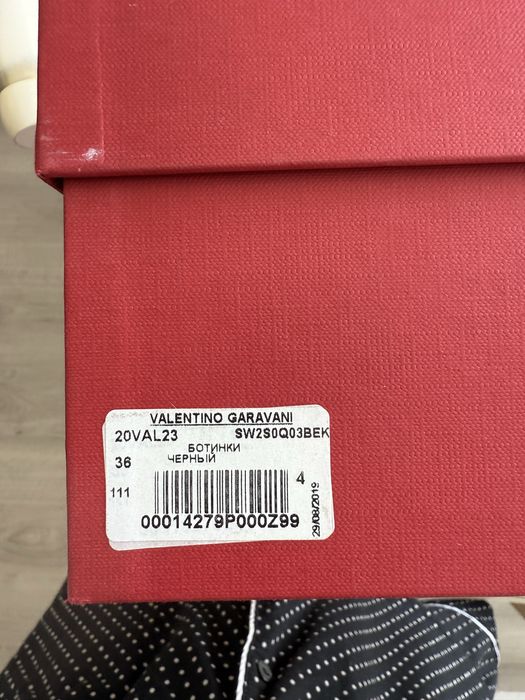 VALENTINO GARAVANI
20VAL23 SW2S0Q03BEK
БОТИНКИ
36 ЧЕРНЫЙ
111 4
00014279P000Z99
29/08/2019